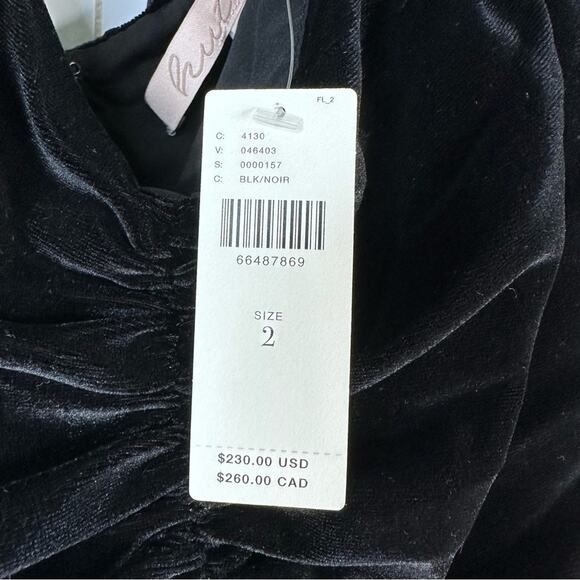 FL_2
C: 4130
V: 046403
S: 0000157
C: BLK/NOIR
66487869
SIZE
2
$230.00 USD
$260.00 CAD